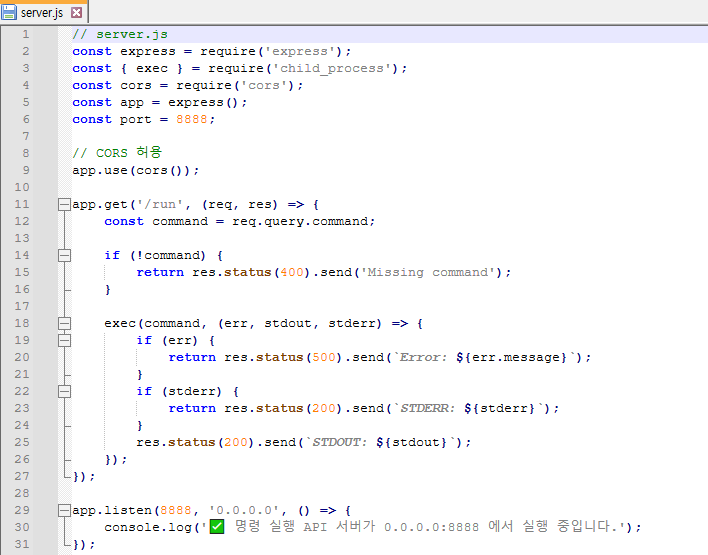 server.js
1 // server.js
2 const express = require('express');
3 const { exec } = require('child_process');
4 const cors = require('cors');
5 const app = express();
6 const port = 8888;
7
8 // CORS 허용
9 app.use(cors());
10
11 app.get('/run', (req, res) => {
12     const command = req.query.command;
13
14     if (!command) {
15         return res.status(400).send('Missing command');
16     }
17
18     exec(command, (err, stdout, stderr) => {
19         if (err) {
20             return res.status(500).send(`Error: ${err.message}`);
21         }
22         if (stderr) {
23             return res.status(200).send(`STDERR: ${stderr}`);
24         }
25         res.status(200).send(`STDOUT: ${stdout}`);
26     });
27 });
28
29 app.listen(8888, '0.0.0.0', () => {
30     console.log('✅ 명령 실행 API 서버가 0.0.0.0:8888 에서 실행 중입니다.');
31 });